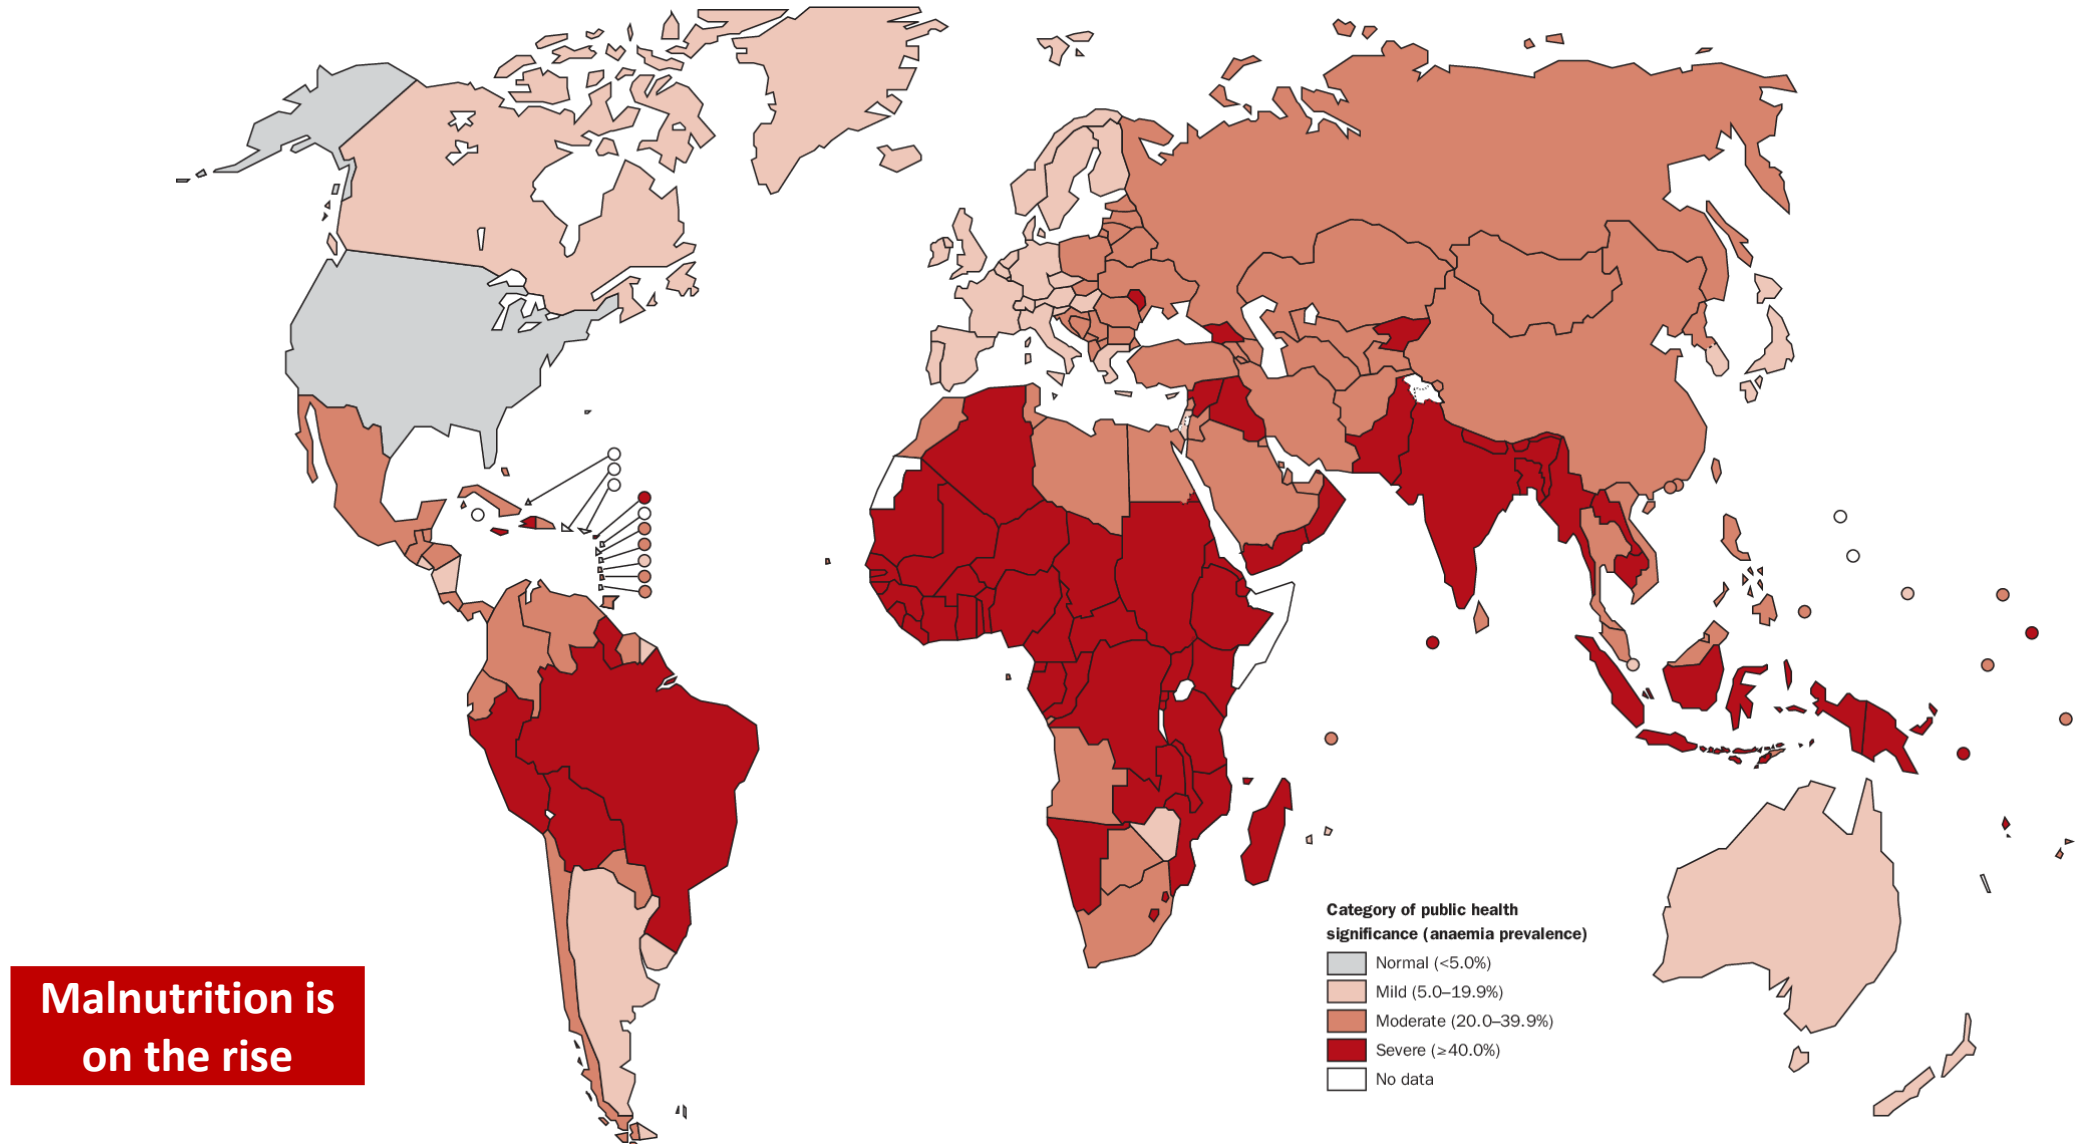 Category of public health
significance (anaemia prevalence)
Normal (<5.0%)
Mild (5.0–19.9%)
Moderate (20.0–39.9%)
Severe (≥40.0%)
No data
Malnutrition is
on the rise